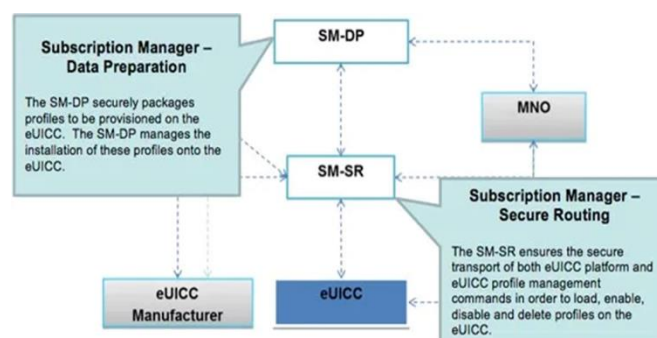 Subscription Manager –
Data Preparation
The SM-DP securely packages
profiles to be provisioned on the
eUICC. The SM-DP manages the
installation of these profiles onto the
eUICC.
SM-DP
MNO
SM-SR
Subscription Manager –
Secure Routing
The SM-SR ensures the secure
transport of both eUICC platform and
eUICC profile management
commands in order to load, enable,
disable and delete profiles on the
eUICC.
eUICC
Manufacturer
eUICC